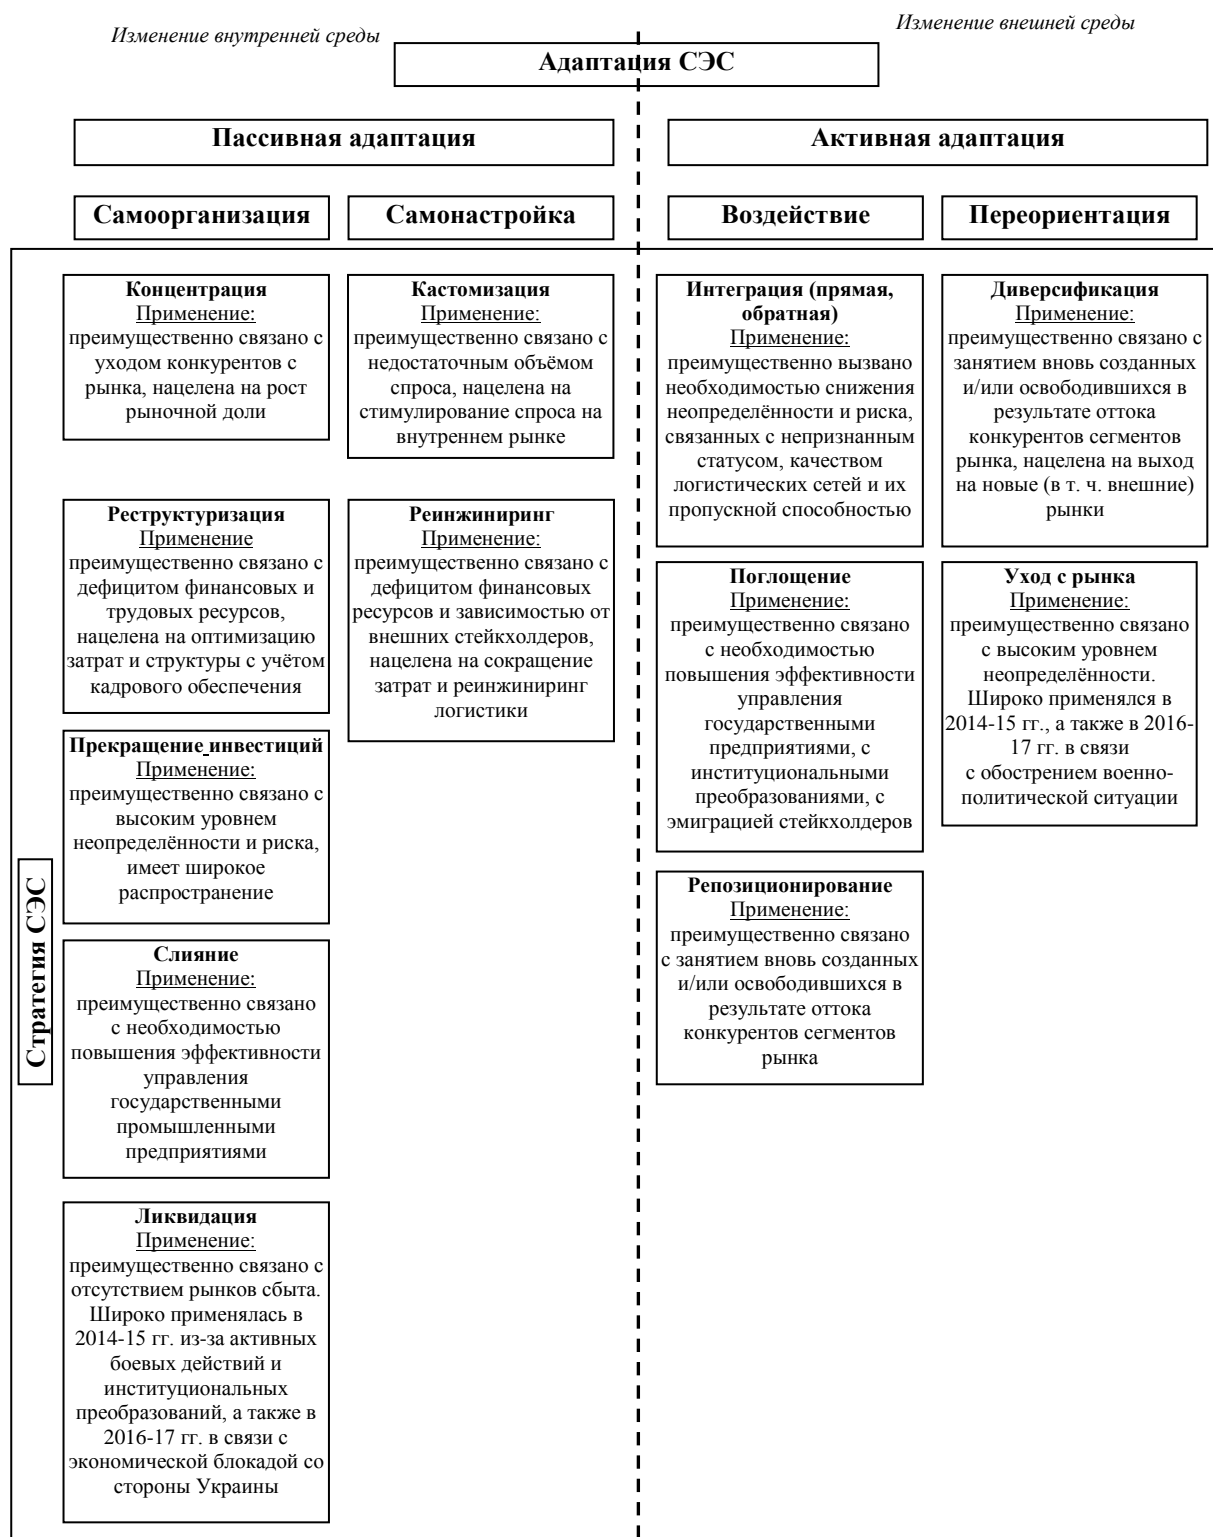 Изменение внутренней среды
Изменение внешней среды
Адаптация СЭС
Пассивная адаптация
Активная адаптация
Самоорганизация
Самонастройка
Воздействие
Переориентация
Стратегия СЭС
Концентрация
Применение:
преимущественно связано с
уходом конкурентов с
рынка, нацелена на рост
рыночной доли
Реструктуризация
Применение
преимущественно связано с
дефицитом финансовых и
трудовых ресурсов,
нацелена на оптимизацию
затрат и структуры с учётом
кадрового обеспечения
Прекращение инвестиций
Применение:
преимущественно связано с
высоким уровнем
неопределённости и риска,
имеет широкое
распространение
Слияние
Применение:
преимущественно связано
с необходимостью
повышения эффективности
управления
государственными
промышленными
предприятиями
Ликвидация
Применение:
преимущественно связано с
отсутствием рынков сбыта.
Широко применялась в
2014-15 гг. из-за активных
боевых действий и
институциональных
преобразований, а также в
2016-17 гг. в связи с
экономической блокадой со
стороны Украины
Кастомизация
Применение:
преимущественно связано с
недостаточным объёмом
спроса, нацелена на
стимулирование спроса на
внутреннем рынке
Реинжиниринг
Применение:
преимущественно связано с
дефицитом финансовых
ресурсов и зависимостью от
внешних стейкхолдеров,
нацелена на сокращение
затрат и реинжиниринг
логистики
Интеграция (прямая,
обратная)
Применение:
преимущественно вызвано
необходимостью снижения
неопределённости и риска,
связанных с непризнанным
статусом, качеством
логистических сетей и их
пропускной способностью
Поглощение
Применение:
преимущественно связано
с необходимостью
повышения эффективности
управления
государственными
предприятиями, с
институциональными
преобразованиями, с
эмиграцией стейкхолдеров
Репозиционирование
Применение:
преимущественно связано
с занятием вновь созданных
и/или освободившихся в
результате оттока
конкурентов сегментов
рынка
Диверсификация
Применение:
преимущественно связано с
занятием вновь созданных
и/или освободившихся в
результате оттока
конкурентов сегментов
рынка, нацелена на выход
на новые (в т. ч. внешние)
рынки
Уход с рынка
Применение:
преимущественно связано
с высоким уровнем
неопределённости.
Широко применялся в
2014-15 гг., а также в 2016-
17 гг. в связи
с обострением военно-
политической ситуации